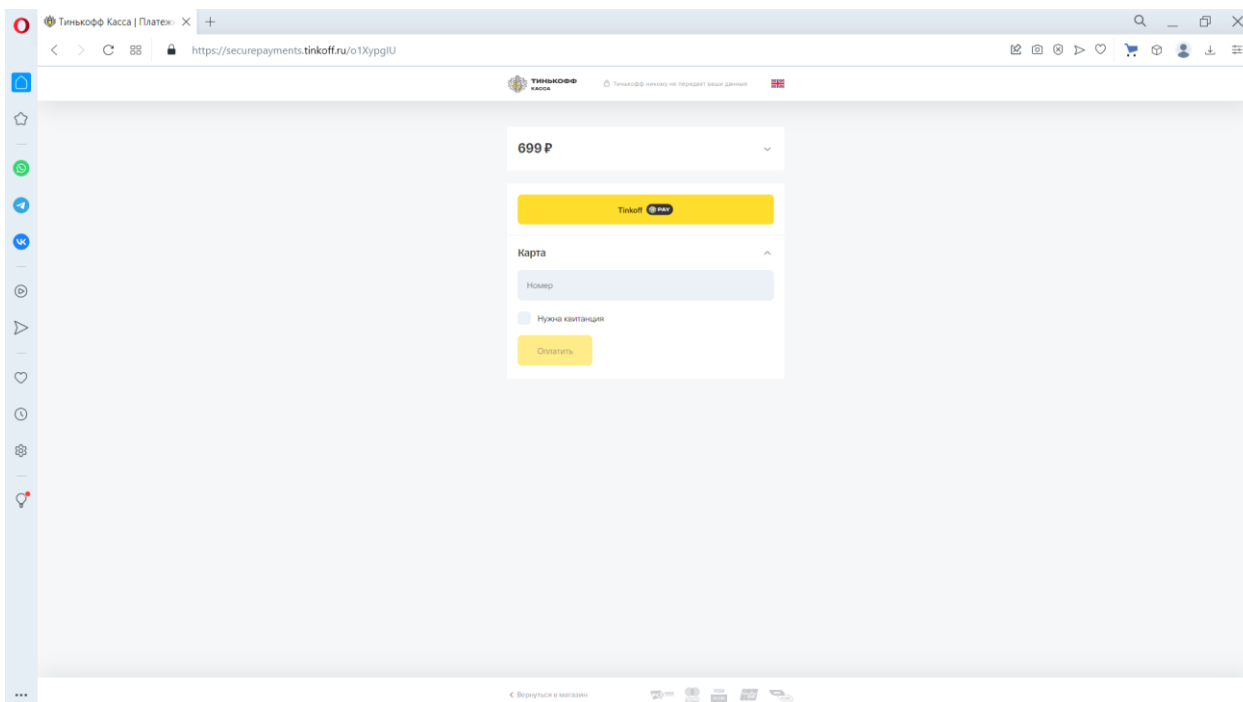 Тинькофф Касса | Платеж
https://securepayments.tinkoff.ru/o1XypgIU
ТИНЬКОФФ
КАССА
Тинькофф никому не передает ваши данные
699 ₽
Tinkoff PAY
Карта
Номер
Нужна квитанция
Оплатить
Вернуться в магазин